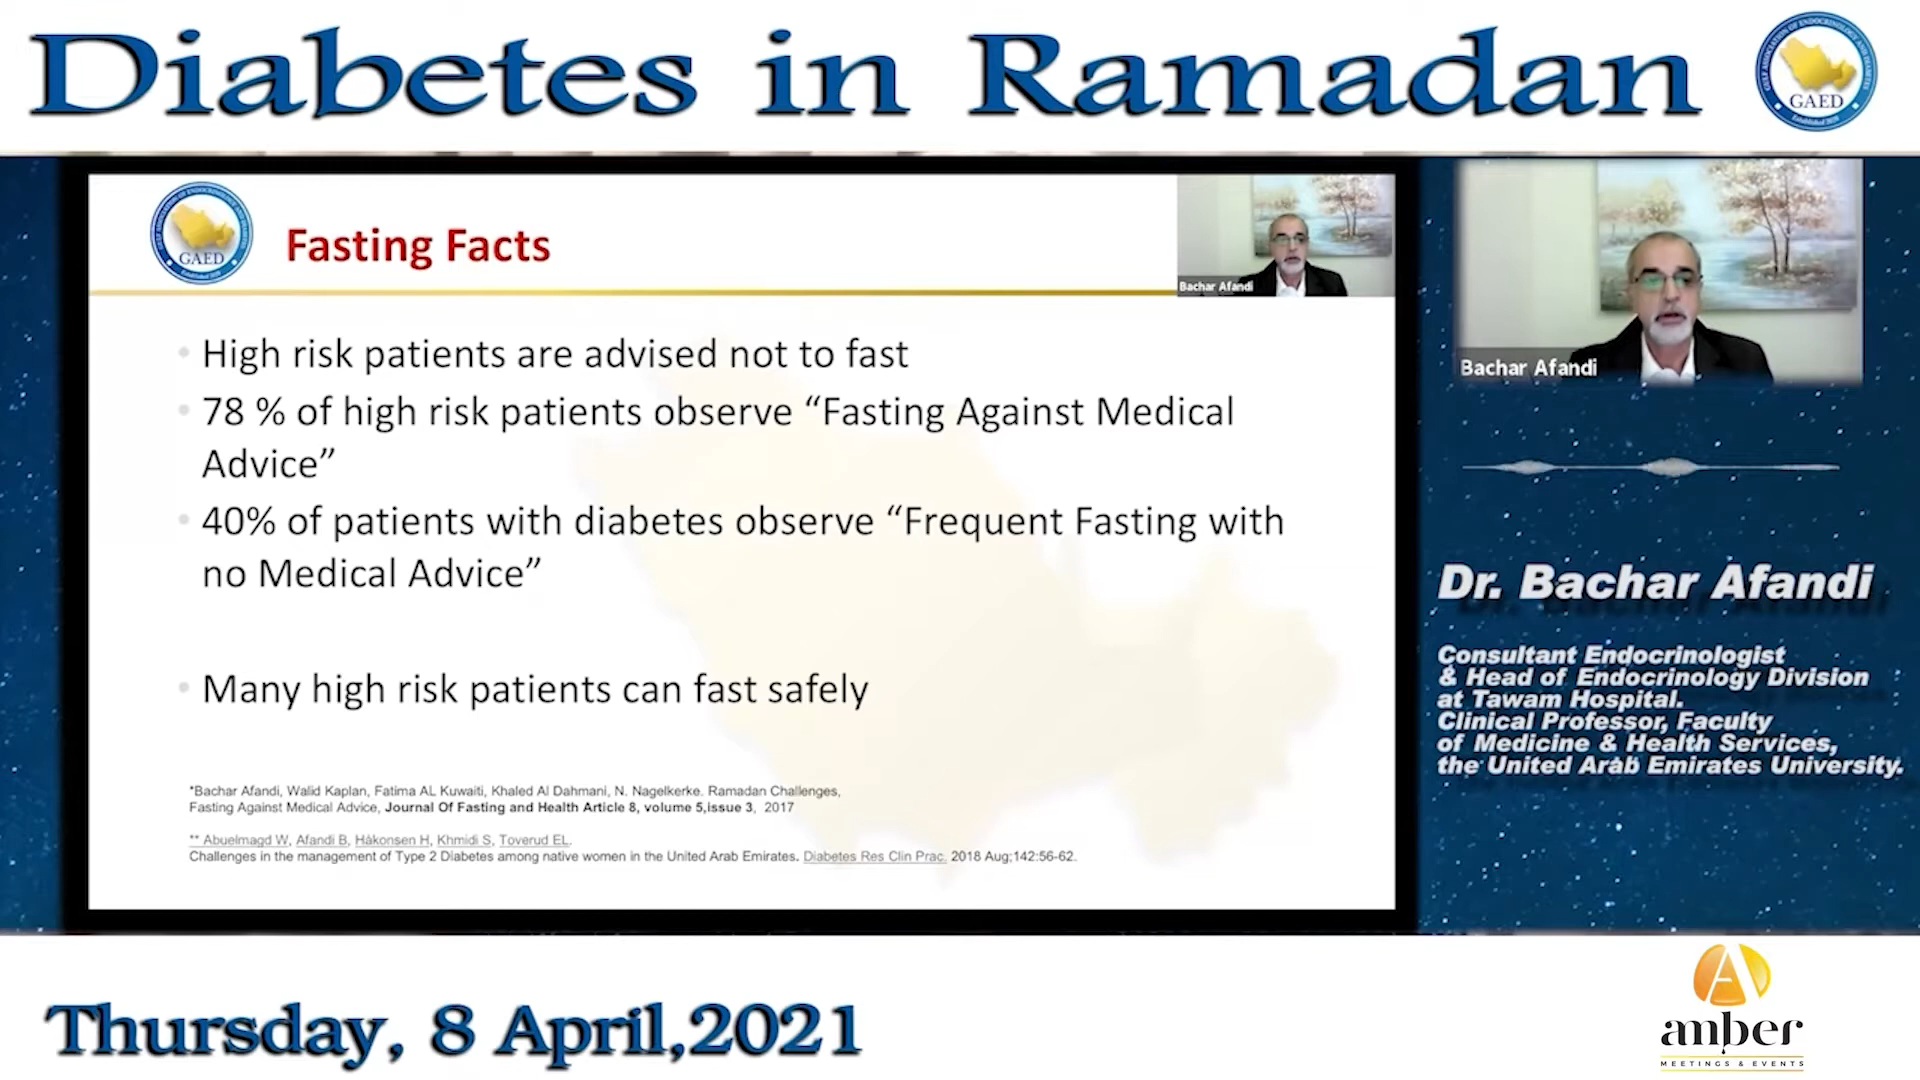 Diabetes in Ramadan
GULF ASSOCIATION OF ENDOCRINOLOGY AND DIABETES
GAED
GAED
Fasting Facts
Bachar Afandi
• High risk patients are advised not to fast
• 78 % of high risk patients observe “Fasting Against Medical
Advice”
• 40% of patients with diabetes observe “Frequent Fasting with
no Medical Advice”
• Many high risk patients can fast safely
*Bachar Afandi, Walid Kaplan, Fatima AL Kuwaiti, Khaled Al Dahmani, N. Nagelkerke. Ramadan Challenges,
Fasting Against Medical Advice, Journal Of Fasting and Health Article 8, volume 5,issue 3, 2017
** Abuelmagd W, Afandi B, Håkonsen H, Khmidi S, Toverud EL.
Challenges in the management of Type 2 Diabetes among native women in the United Arab Emirates. Diabetes Res Clin Prac. 2018 Aug;142:56-62.
Bachar Afandi
Dr. Bachar Afandi
Consultant Endocrinologist
& Head of Endocrinology Division
at Tawam Hospital.
Clinical Professor, Faculty
of Medicine & Health Services,
the United Arab Emirates University.
Thursday, 8 April,2021
amber
MEETINGS & EVENTS